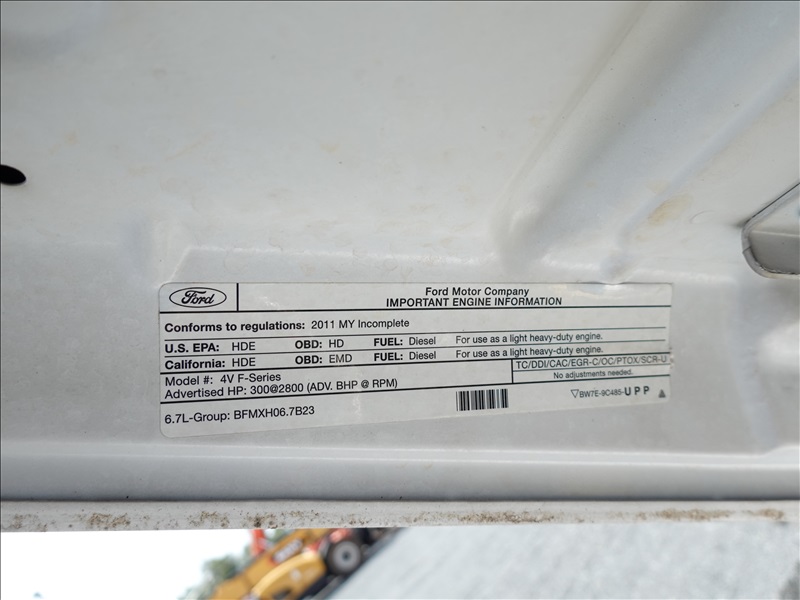 Ford
Ford Motor Company
IMPORTANT ENGINE INFORMATION
Conforms to regulations: 2011 MY Incomplete
U.S. EPA: HDE OBD: HD FUEL: Diesel For use as a light heavy-duty engine.
California: HDE OBD: EMD FUEL: Diesel For use as a light heavy-duty engine.
Model #: 4V F-Series
TC/DDI/CAC/EGR-C/OC/PTOX/SCR-U
Advertised HP: 300@2800 (ADV. BHP @ RPM)
No adjustments needed.
6.7L-Group: BFMXH06.7B23
BW7E-9C485-UPP